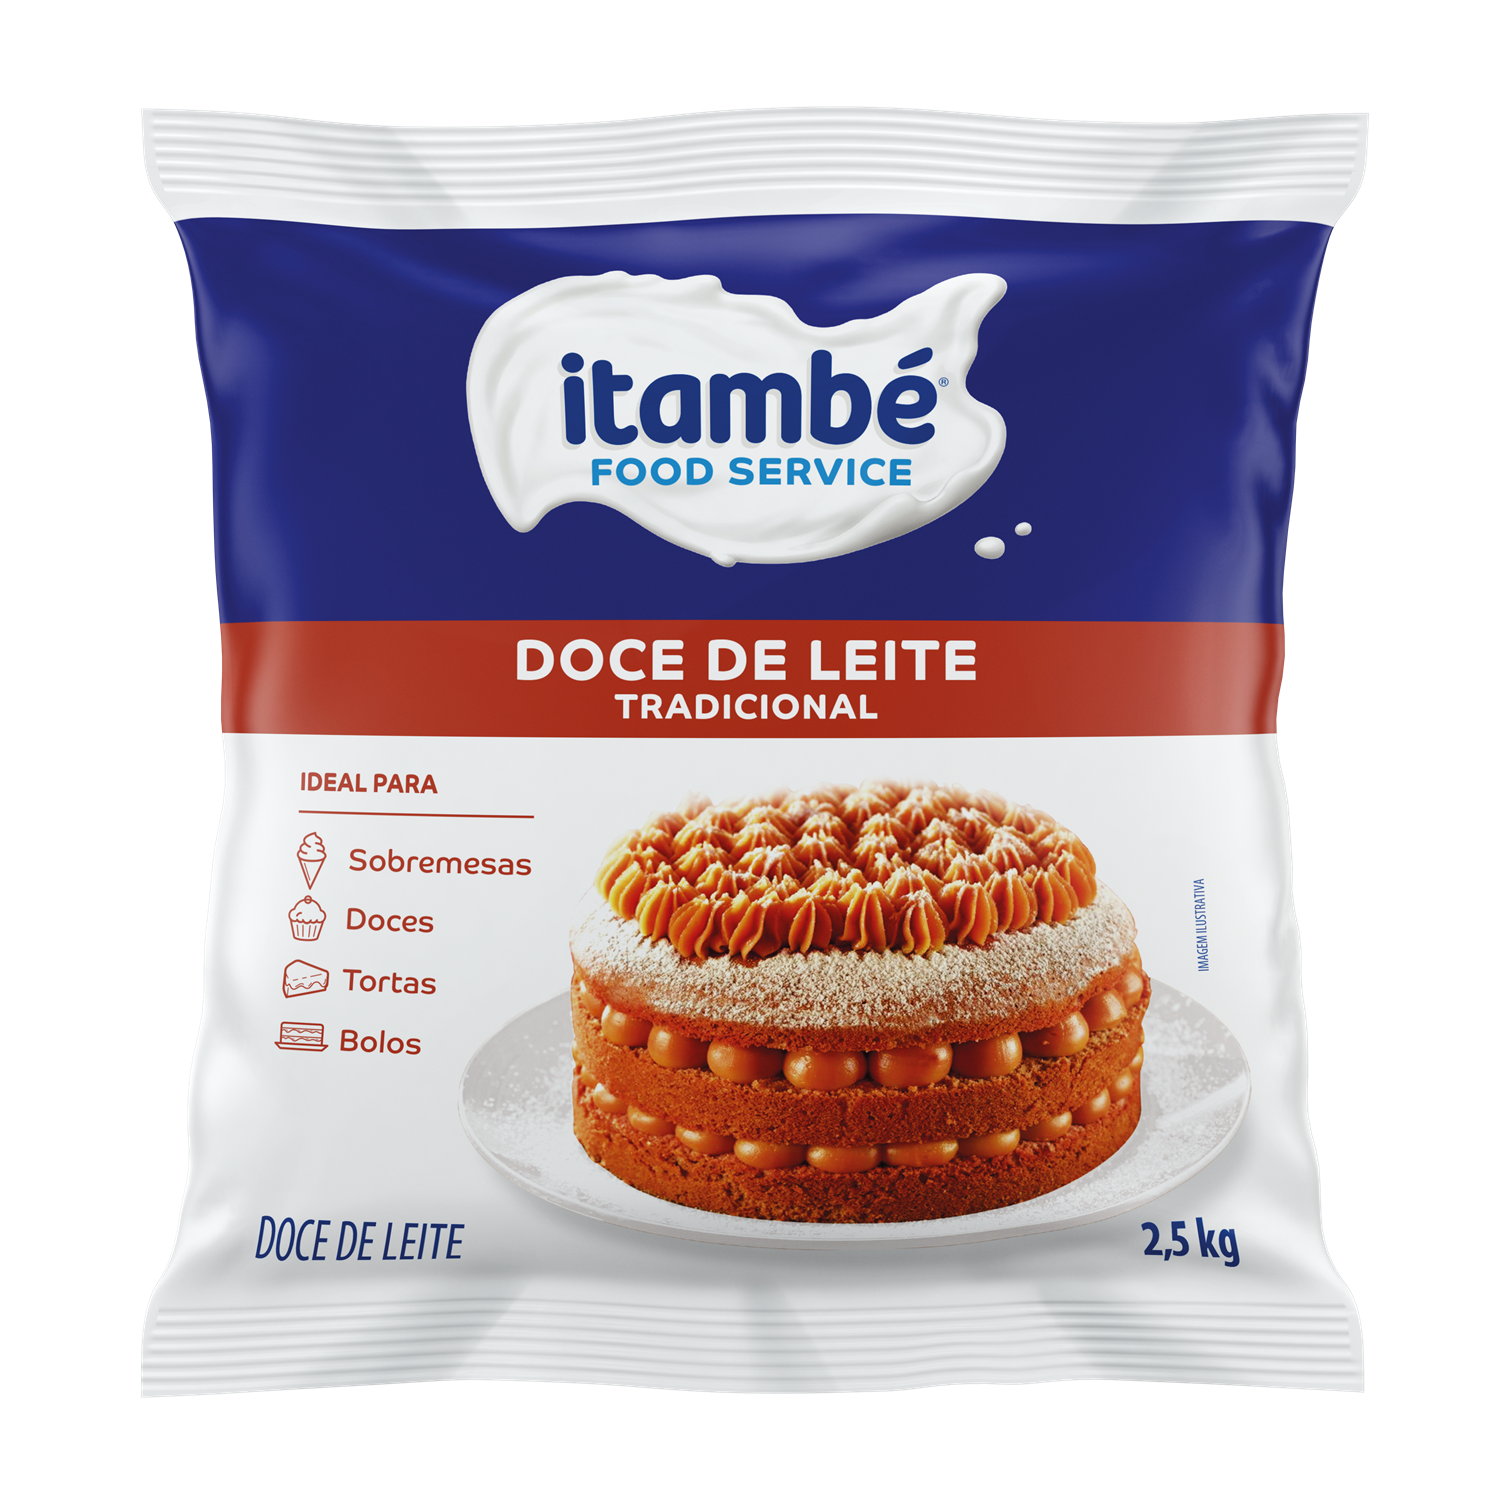 itambé®
FOOD SERVICE
DOCE DE LEITE
TRADICIONAL
IDEAL PARA
Sobremesas
Doces
Tortas
Bolos
IMAGEM ILUSTRATIVA
DOCE DE LEITE
2,5 kg